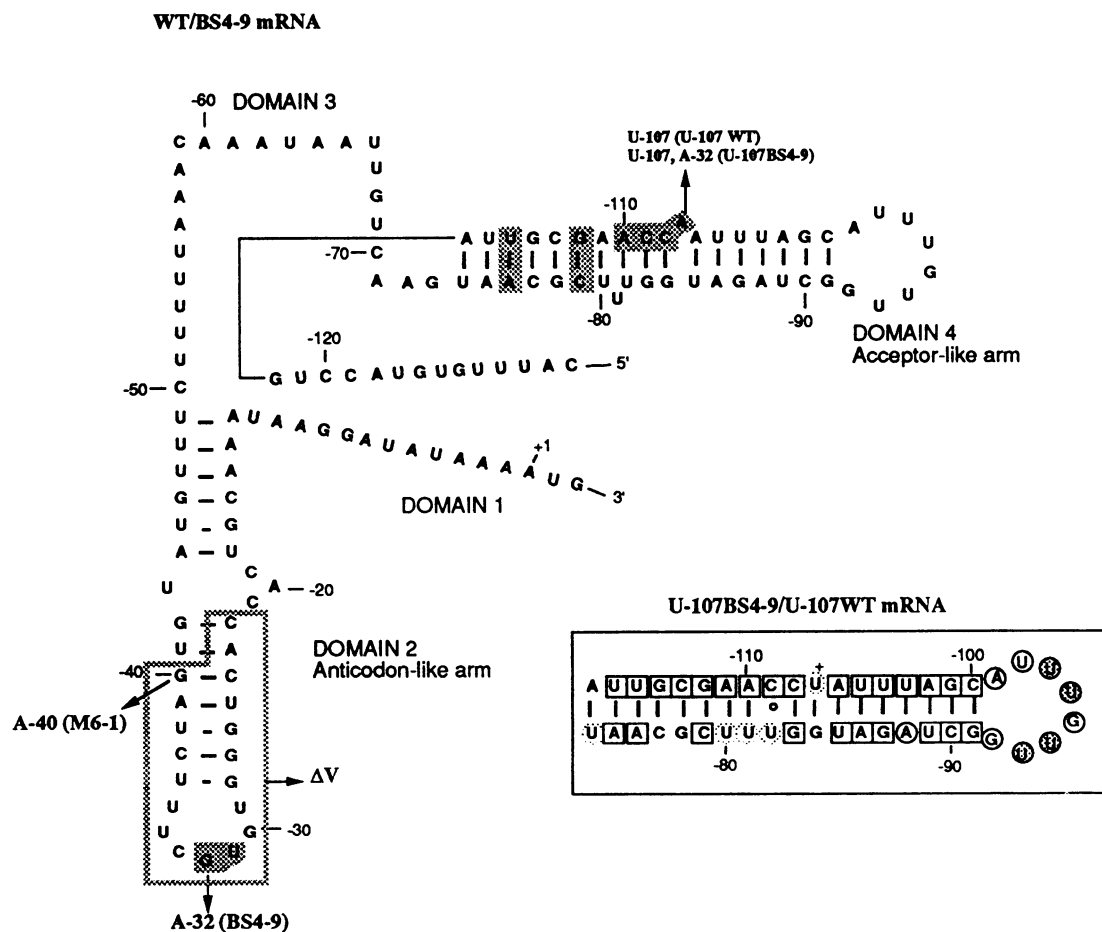 WT/BS4-9 mRNA
-60
DOMAIN 3
C A A A U A A U
U-107 (U-107 WT)
U-107, A-32 (U-107BS4-9)
A
A
A
A
U
U
U
U
U
-50
C
U
G
U
-70
C
A
A G U
-110
A U U G C G A A C C A A U U U A G C
A U U U G U U G
A A C G C U U U G G U A G A U C G
-80
-90
DOMAIN 4
Acceptor-like arm
-120
G U C C A U G U G U U U A C
5'
U U U G U A
A U A A G G A U A U A A A A U G
+1
3'
DOMAIN 1
A A C G U
U
C A C
-20
G U G A U C U U
C A C U G G G
-40
A-40 (M6-1)
DOMAIN 2
Anticodon-like arm
ΔV
U U C G U G U
-30
A-32 (BS4-9)
U-107BS4-9/U-107WT mRNA
-110
+
-100
A U U G C G A A C C U A U U U A G C A U U U G U U G
U A A C G C U U U G G U A G A U C G
-80
-90